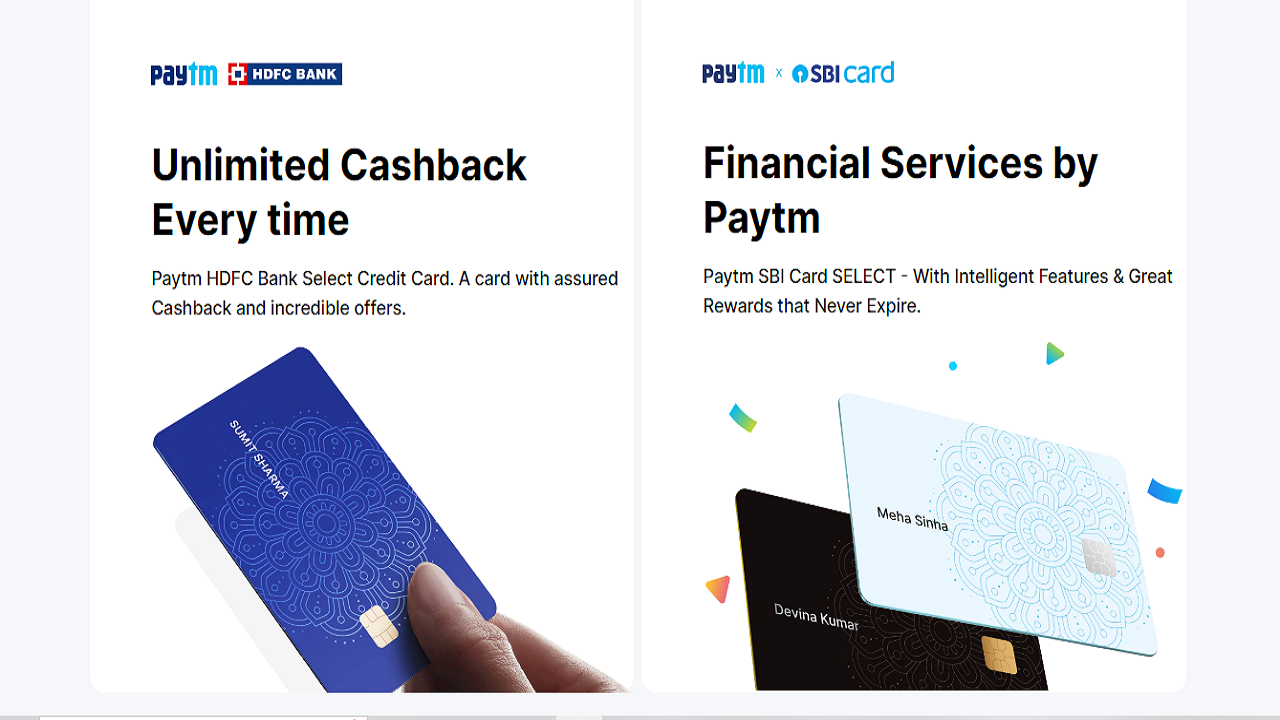 paytm HDFC BANK
Unlimited Cashback
Every time
Paytm HDFC Bank Select Credit Card. A card with assured
Cashback and incredible offers.
SUMIT SHARMA
paytm x SBI card
Financial Services by
Paytm
Paytm SBI Card SELECT - With Intelligent Features & Great
Rewards that Never Expire.
Meha Sinha
Devina Kumar